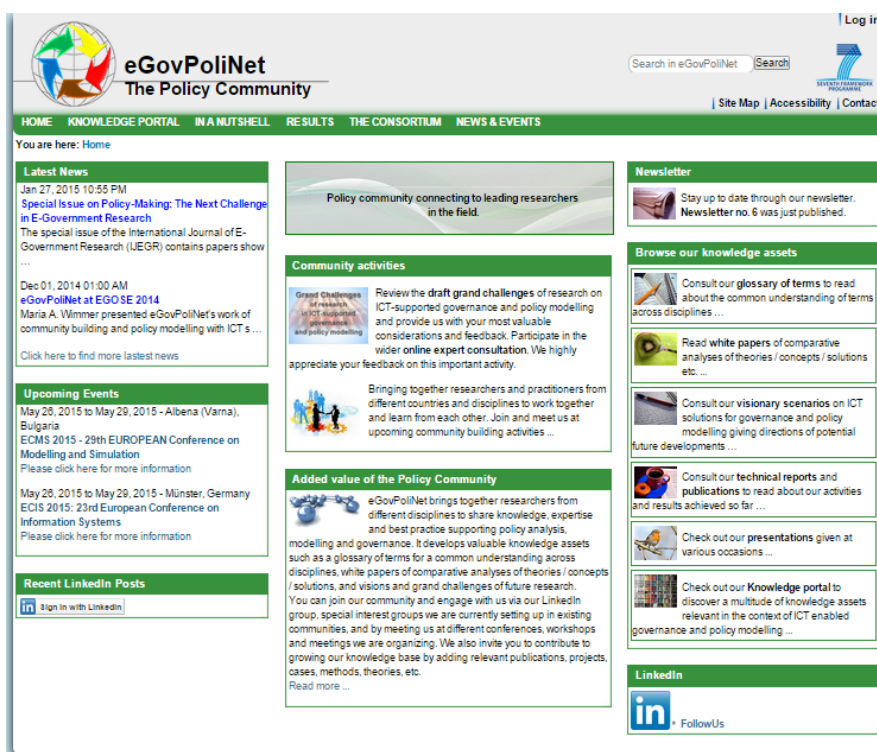 Log in
eGovPoliNet
The Policy Community
Search in eGovPoliNet Search
SEVENTH FRAMEWORK
PROGRAMME
| Site Map | Accessibility | Contact
HOME KNOWLEDGE PORTAL IN A NUTSHELL RESULTS THE CONSORTIUM NEWS & EVENTS
You are here: Home
Latest News
Jan 27, 2015 10:55 PM
Special Issue on Policy-Making: The Next Challenge
in E-Government Research
The special issue of the International Journal of E-
Government Research (IJEGR) contains papers show
...
Dec 01, 2014 01:00 AM
eGovPoliNet at EGOSE 2014
Maria A. Wimmer presented eGovPoliNet's work of
community building and policy modelling with ICT s ...
Click here to find more lastest news
Upcoming Events
May 26, 2015 to May 29, 2015 - Albena (Varna),
Bulgaria
ECMS 2015 - 29th EUROPEAN Conference on
Modelling and Simulation
Please click here for more information
May 26, 2015 to May 29, 2015 - Münster, Germany
ECIS 2015: 23rd European Conference on
Information Systems
Please click here for more information
Recent LinkedIn Posts
in Sign in with LinkedIn
Policy community connecting to leading researchers
in the field.
Community activities
Grand Challenges
of research
in ICT-supported
governance
and policy modelling
Review the draft grand challenges of research on
ICT-supported governance and policy modelling
and provide us with your most valuable
considerations and feedback. Participate in the
wider online expert consultation. We highly
appreciate your feedback on this important activity.
Bringing together researchers and practitioners from
different countries and disciplines to work together
and learn from each other. Join and meet us at
upcoming community building activities ...
Added value of the Policy Community
eGovPoliNet brings together researchers from
different disciplines to share knowledge, expertise
and best practice supporting policy analysis,
modelling and governance. It develops valuable knowledge assets
such as a glossary of terms for a common understanding across
disciplines, white papers of comparative analyses of theories / concepts
/ solutions, and visions and grand challenges of future research.
You can join our community and engage with us via our LinkedIn
group, special interest groups we are currently setting up in existing
communities, and by meeting us at different conferences, workshops
and meetings we are organizing. We also invite you to contribute to
growing our knowledge base by adding relevant publications, projects,
cases, methods, theories, etc.
Read more ...
Newsletter
Stay up to date through our newsletter.
Newsletter no. 6 was just published.
Browse our knowledge assets
Consult our glossary of terms to read
about the common understanding of terms
across disciplines ...
Read white papers of comparative
analyses of theories / concepts / solutions
etc. ...
Consult our visionary scenarios on ICT
solutions for governance and policy
modelling giving directions of potential
future developments ...
Consult our technical reports and
publications to read about our activities
and results achieved so far ...
Check out our presentations given at
various occasions ...
Check out our Knowledge portal to
discover a multitude of knowledge assets
relevant in the context of ICT enabled
governance and policy modelling ...
LinkedIn
in FollowUs